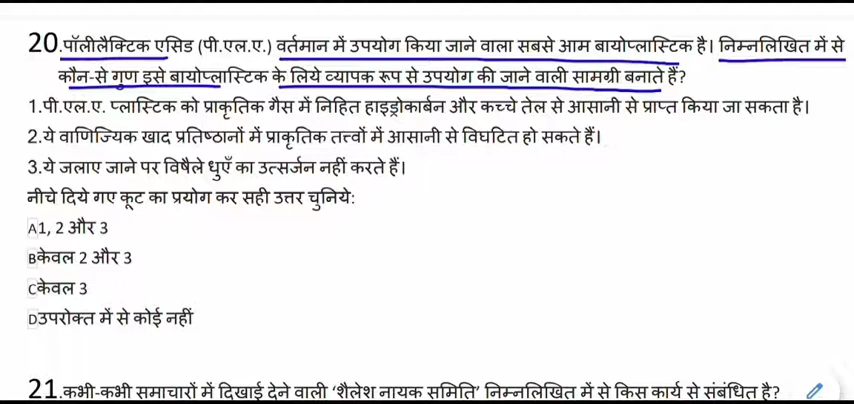 20.पॉलीलैक्टिक एसिड (पी.एल.ए.) वर्तमान में उपयोग किया जाने वाला सबसे आम बायोप्लास्टिक है। निम्नलिखित में से
कौन-से गुण इसे बायोप्लास्टिक के लिये व्यापक रूप से उपयोग की जाने वाली सामग्री बनाते हैं?
1.पी.एल.ए. प्लास्टिक को प्राकृतिक गैस में निहित हाइड्रोकार्बन और कच्चे तेल से आसानी से प्राप्त किया जा सकता है।
2.ये वाणिज्यिक खाद प्रतिष्ठानों में प्राकृतिक तत्त्वों में आसानी से विघटित हो सकते हैं।
3.ये जलाए जाने पर विषैले धुएँ का उत्सर्जन नहीं करते हैं।
नीचे दिये गए कूट का प्रयोग कर सही उत्तर चुनिये:
A1, 2 और 3
Bकेवल 2 और 3
Cकेवल 3
Dउपरोक्त में से कोई नहीं
21.कभी-कभी समाचारों में दिखाई देने वाली 'शैलेश नायक समिति' निम्नलिखित में से किस कार्य से संबंधित है?